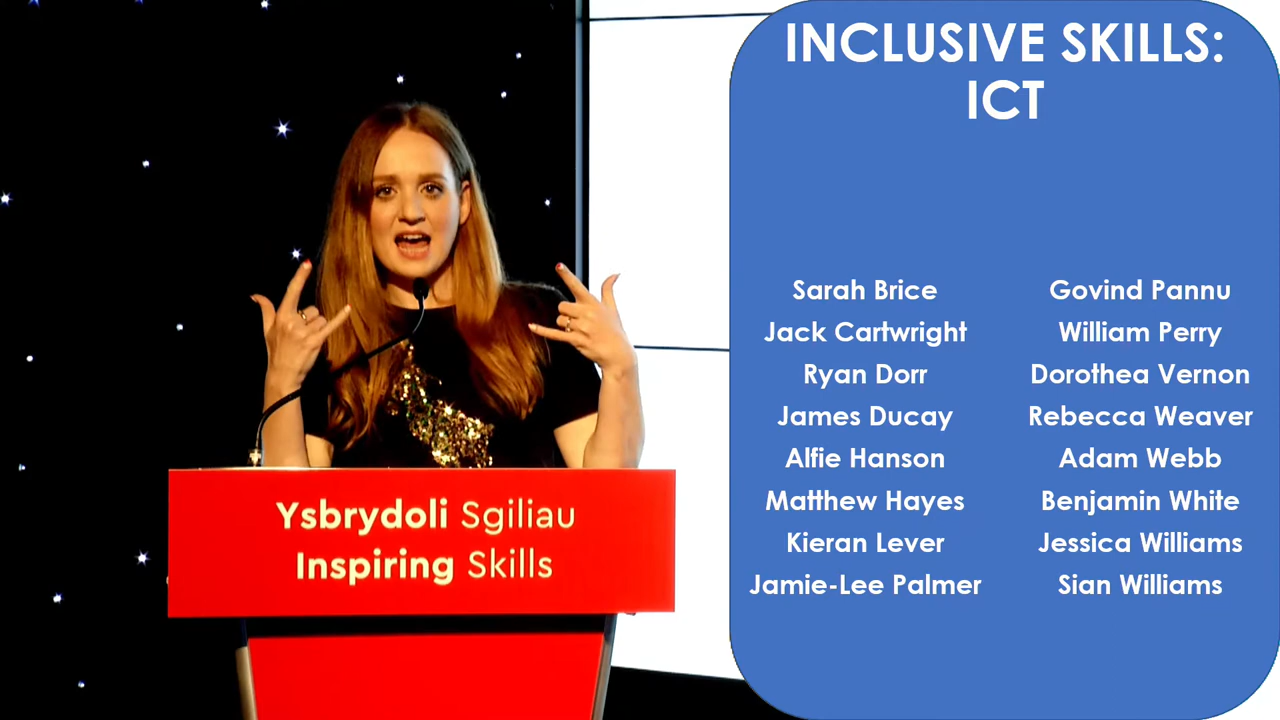 INCLUSIVE SKILLS:
ICT
Sarah Brice
Jack Cartwright
Ryan Dorr
James Ducay
Alfie Hanson
Matthew Hayes
Kieran Lever
Jamie-Lee Palmer
Govind Pannu
William Perry
Dorothea Vernon
Rebecca Weaver
Adam Webb
Benjamin White
Jessica Williams
Sian Williams
Ysbrydoli Sgiliau
Inspiring Skills